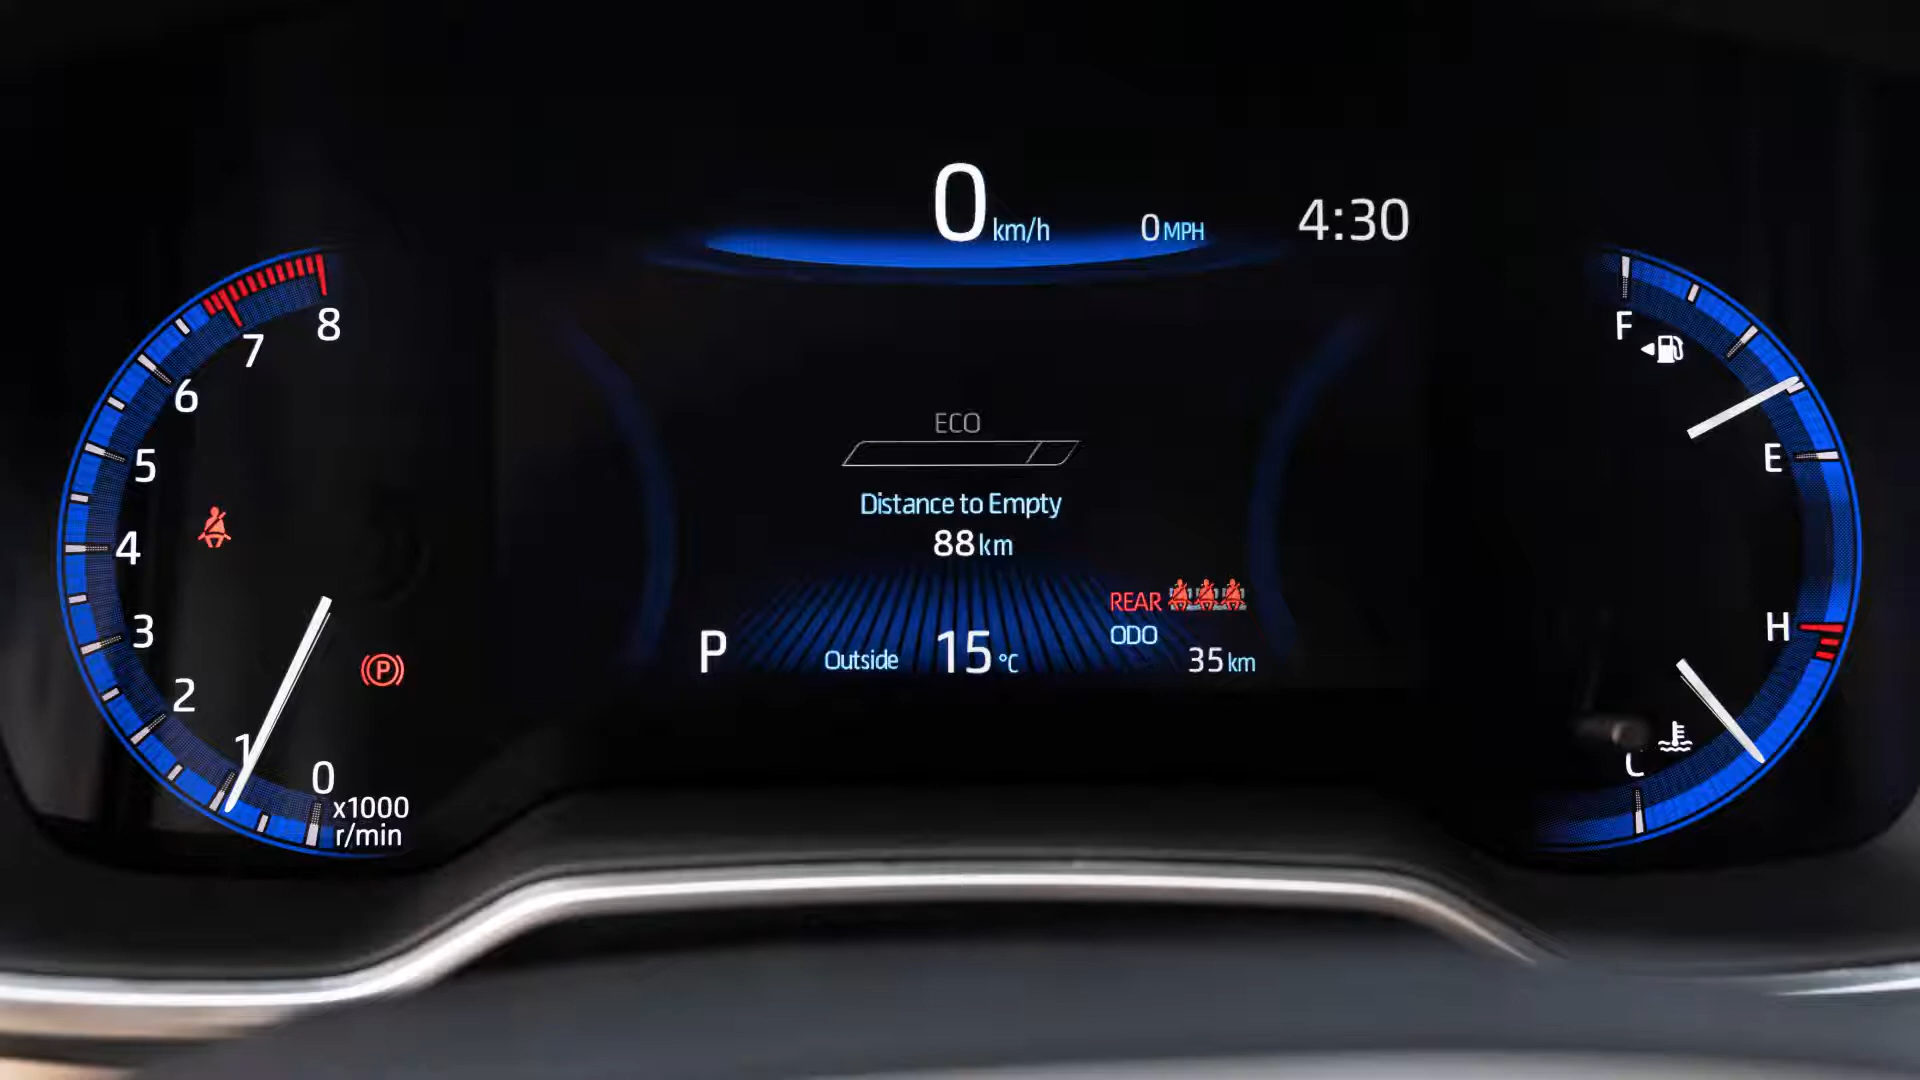 0 km/h 0 MPH 4:30
8
7
6
5
4
3
2
1
0
x1000
r/min
P
ECO
Distance to Empty
88 km
REAR
ODO
P
Outside 15 °C 35 km
F
E
H
C